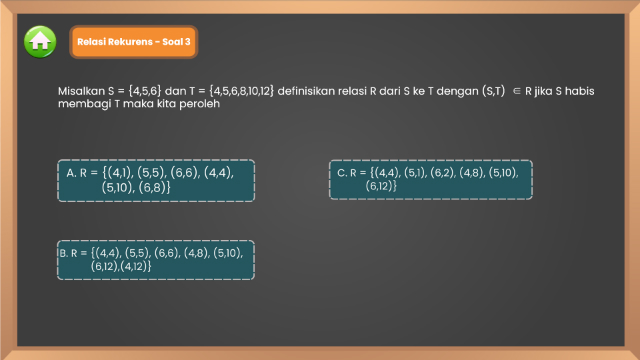 Relasi Rekurens - Soal 3
Misalkan S = {4,5,6} dan T = {4,5,6,8,10,12} definisikan relasi R dari S ke T dengan (S,T) ∈ R jika S habis
membagi T maka kita peroleh
A. R = {(4,1), (5,5), (6,6), (4,4),
(5,10), (6,8)}
C. R = {(4,4), (5,1), (6,2), (4,8), (5,10),
(6,12)}
B. R = {(4,4), (5,5), (6,6), (4,8), (5,10),
(6,12),(4,12)}